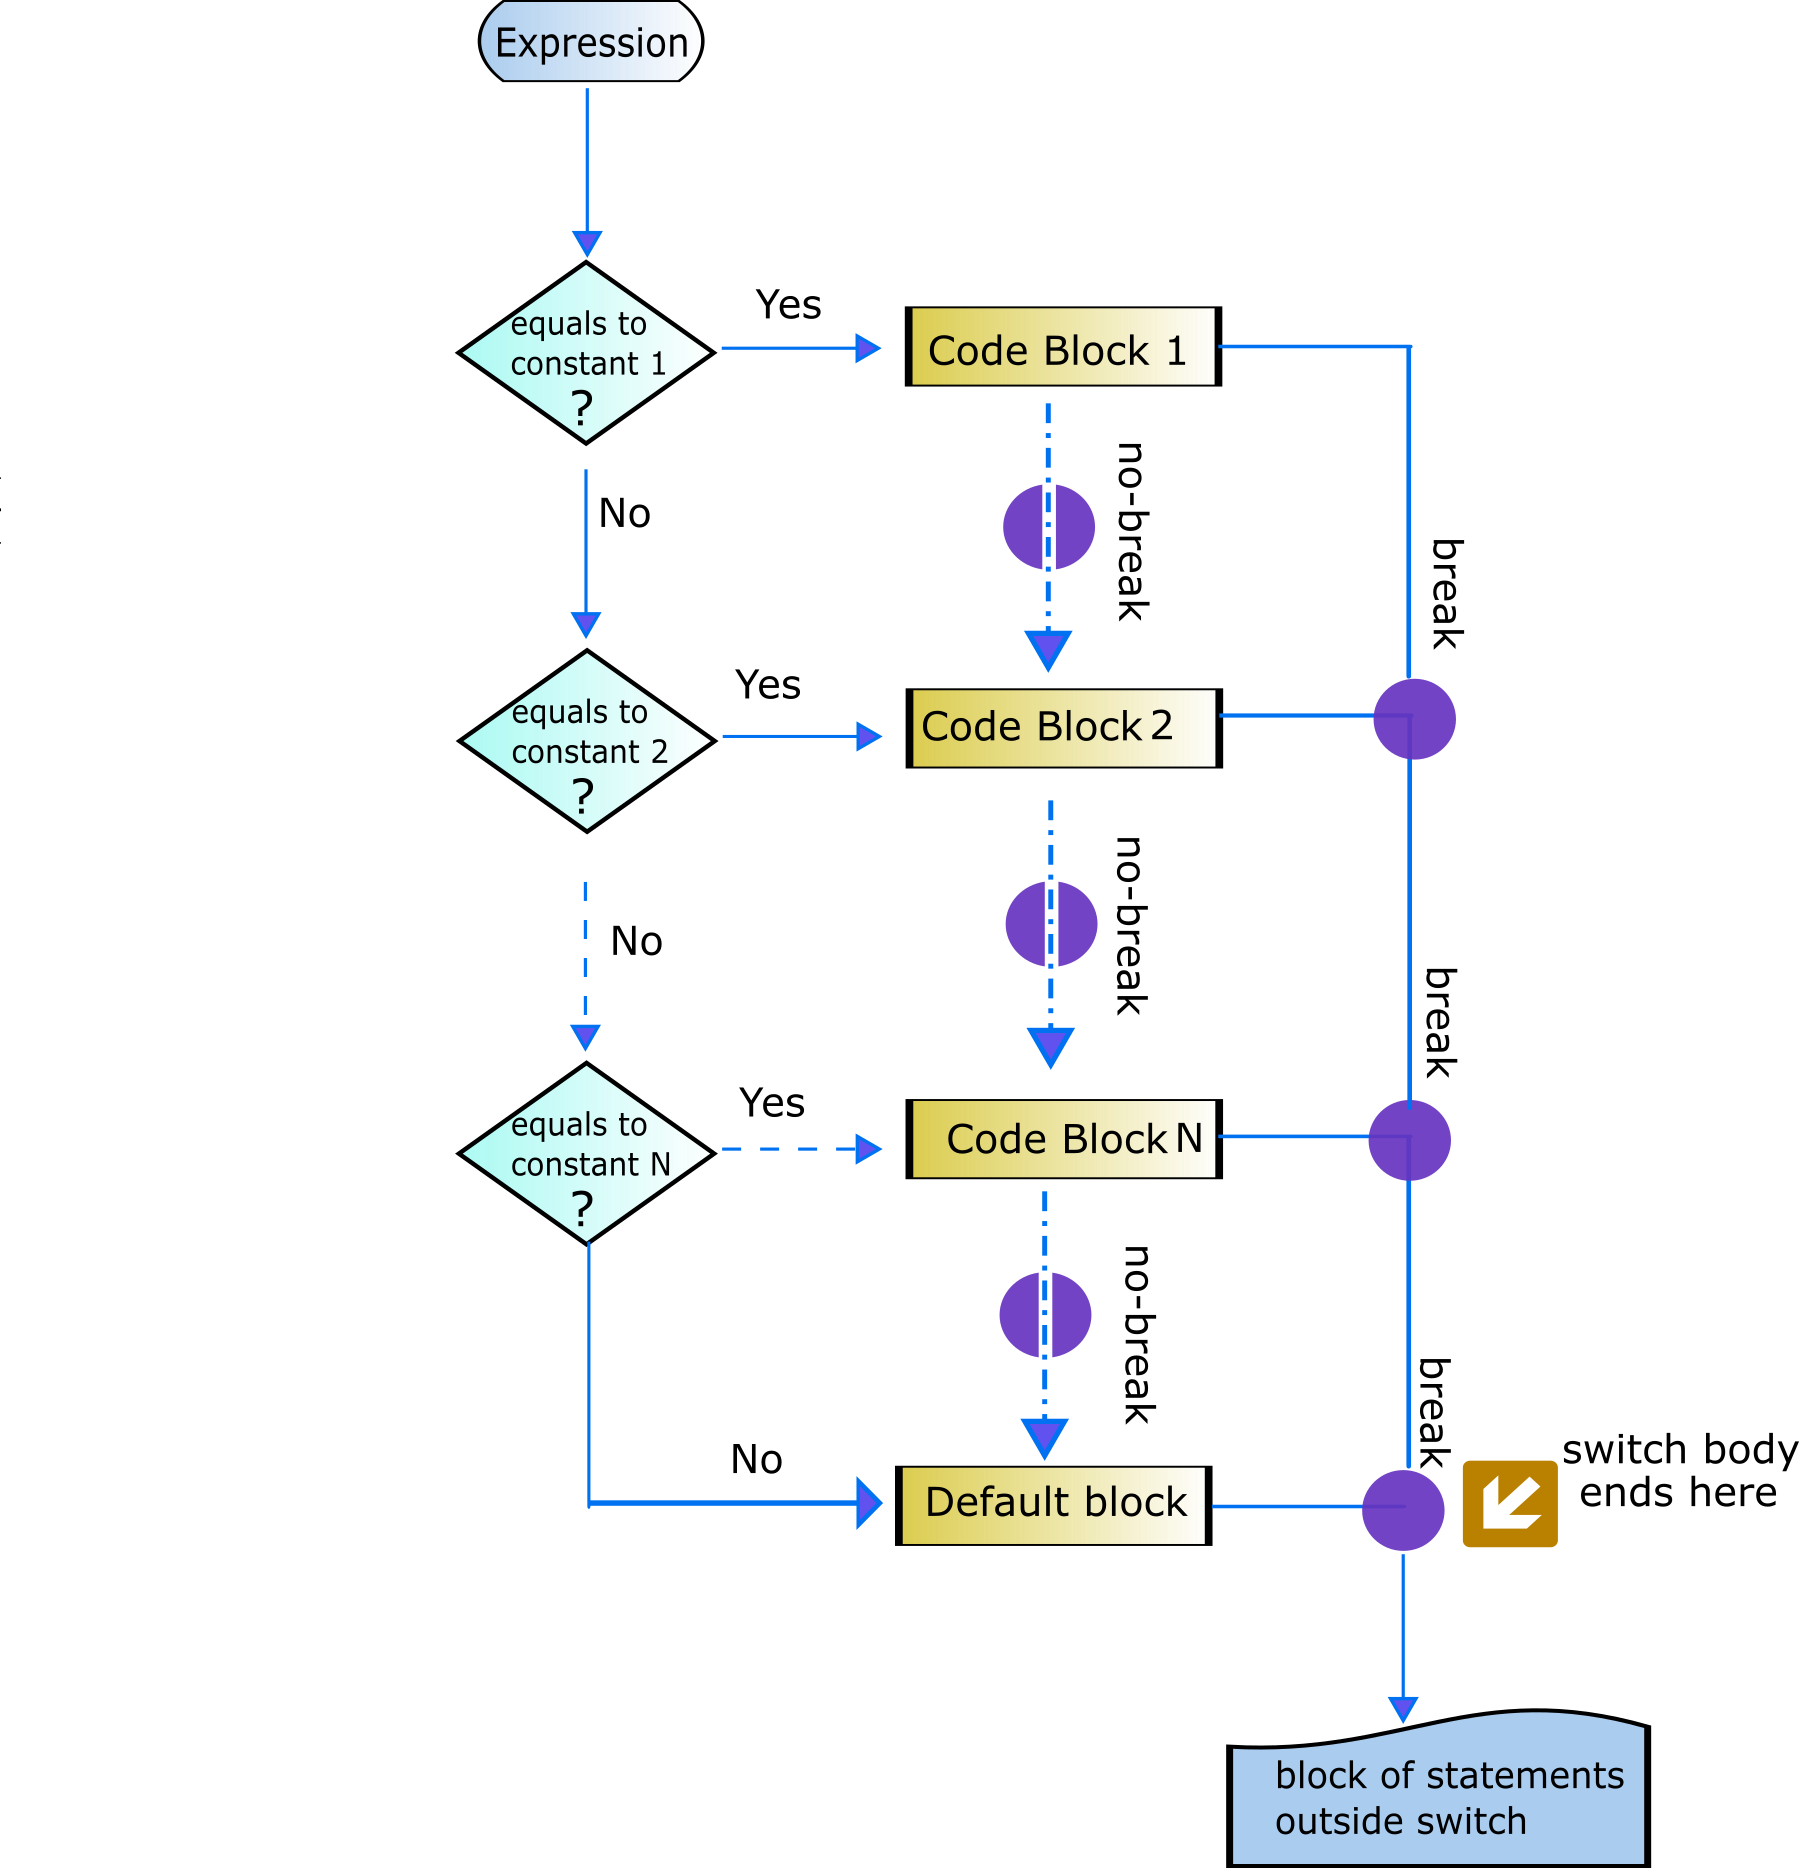 Expression
equals to
constant 1
?
Yes
Code Block 1
No
no-break
break
equals to
constant 2
?
Yes
Code Block 2
No
no-break
break
equals to
constant N
?
Yes
Code Block N
no-break
break
No
Default block
switch body
ends here
block of statements
outside switch